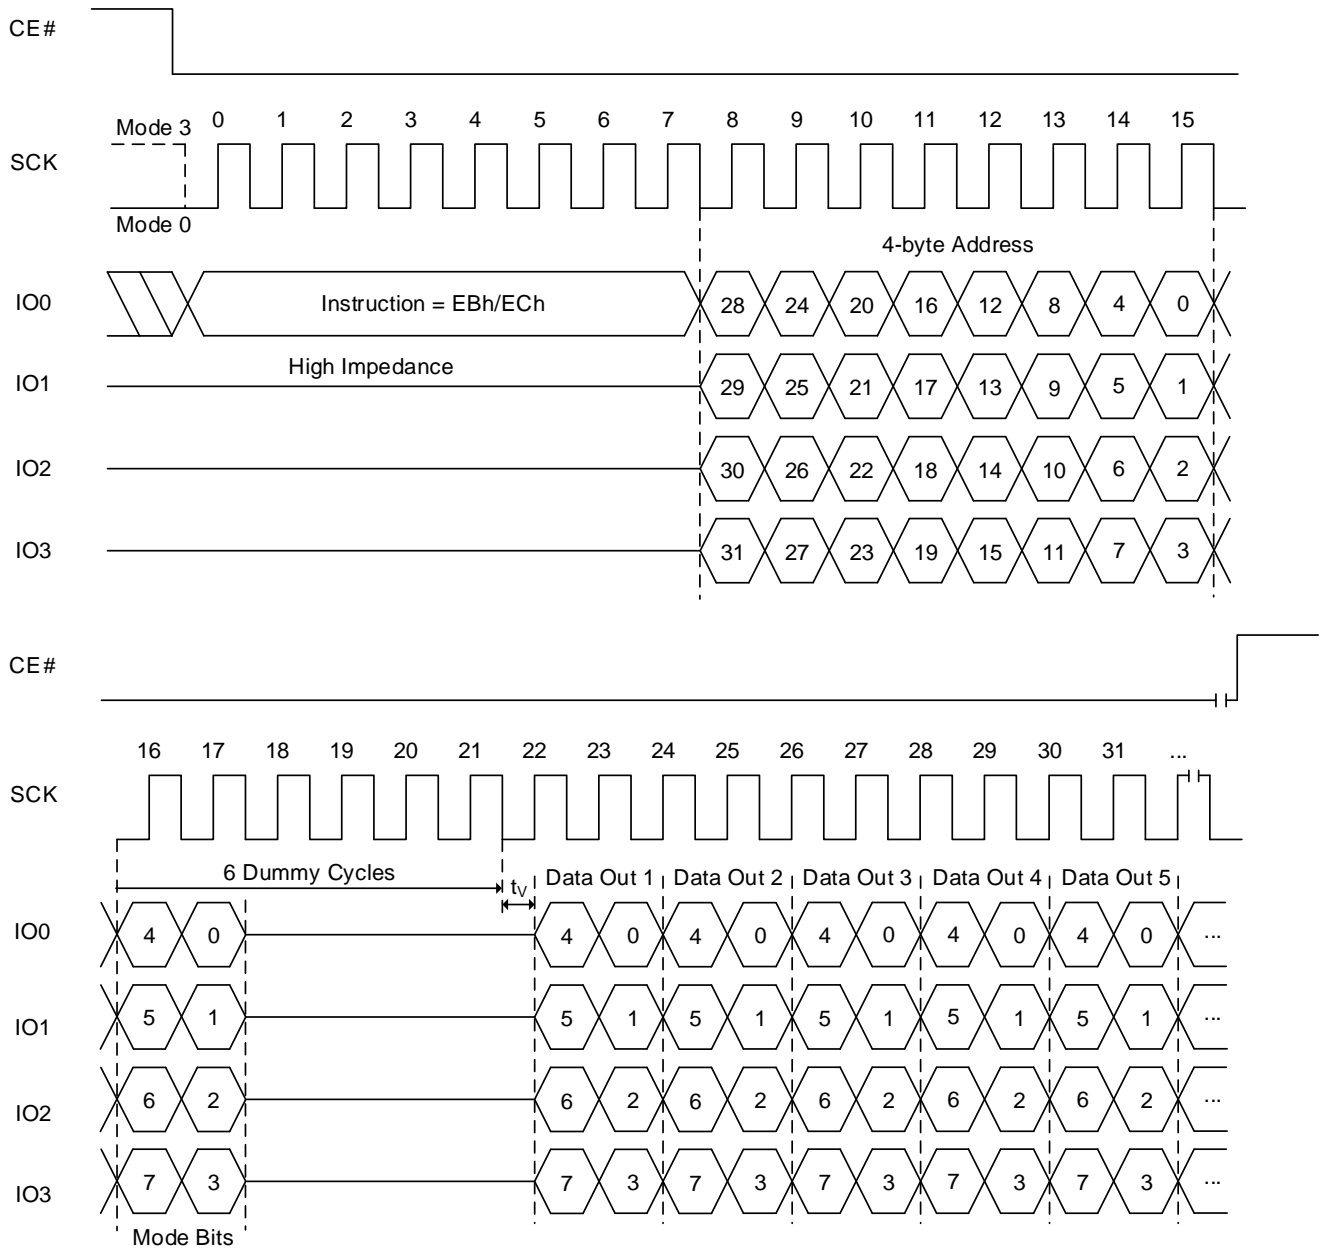 CE#
Mode 3 0 1 2 3 4 5 6 7 8 9 10 11 12 13 14 15
SCK
Mode 0
4-byte Address
IO0 Instruction = EBh/ECh 28 24 20 16 12 8 4 0
High Impedance
IO1 29 25 21 17 13 9 5 1
IO2 30 26 22 18 14 10 6 2
IO3 31 27 23 19 15 11 7 3
CE#
16 17 18 19 20 21 22 23 24 25 26 27 28 29 30 31 ...
SCK
6 Dummy Cycles tV Data Out 1 Data Out 2 Data Out 3 Data Out 4 Data Out 5
IO0 4 0 4 0 4 0 4 0 4 0 4 0 ...
IO1 5 1 5 1 5 1 5 1 5 1 5 1 ...
IO2 6 2 6 2 6 2 6 2 6 2 6 2 ...
IO3 7 3 7 3 7 3 7 3 7 3 7 3 ...
Mode Bits